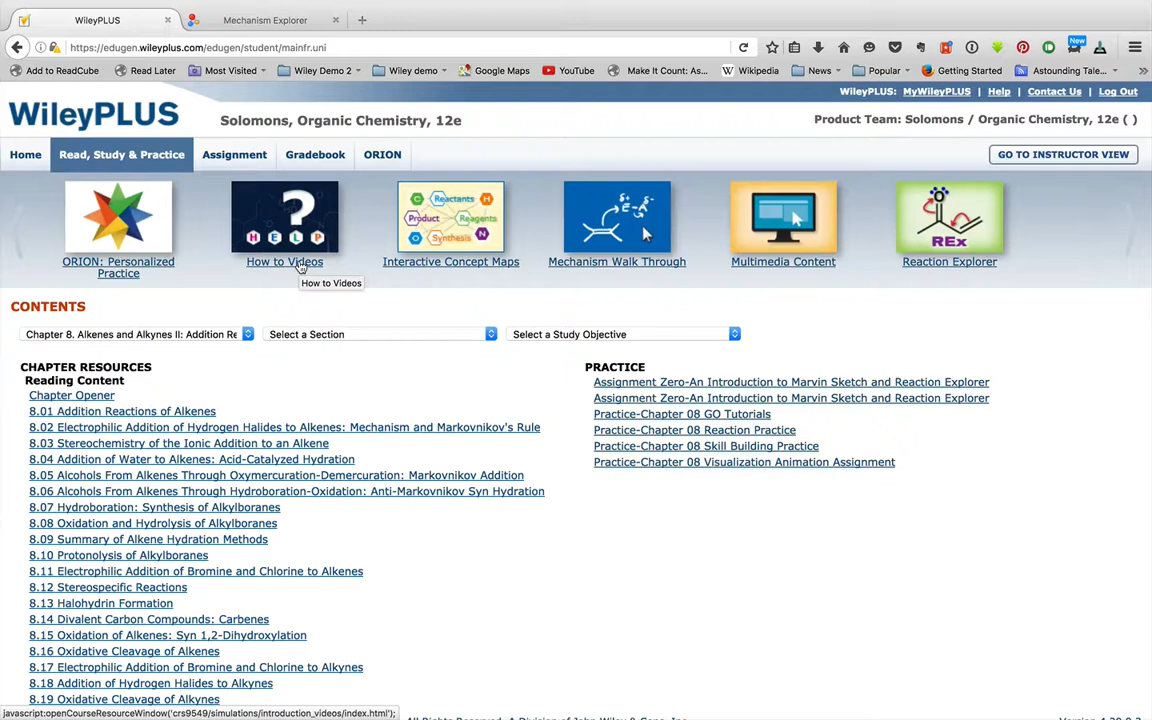 WileyPLUS
Mechanism Explorer
https://edugen.wileyplus.com/edugen/student/mainfr.uni
New
Add to ReadCube
Read Later
Most Visited
Wiley Demo 2
Wiley demo
Google Maps
YouTube
Make It Count: As...
Wikipedia
News
Popular
Getting Started
Astounding Tale...
WileyPLUS: MyWileyPLUS | Help | Contact Us | Log Out
WileyPLUS
Solomons, Organic Chemistry, 12e
Product Team: Solomons / Organic Chemistry, 12e ( )
Home
Read, Study & Practice
Assignment
Gradebook
ORION
GO TO INSTRUCTOR VIEW
?
H E L P
C Reactants H
Product Reagents
O Synthesis N
E-A
O
REx
ORION: Personalized
Practice
How to Videos
Interactive Concept Maps
Mechanism Walk Through
Multimedia Content
Reaction Explorer
How to Videos
CONTENTS
Chapter 8. Alkenes and Alkynes II: Addition Re
Select a Section
Select a Study Objective
CHAPTER RESOURCES
Reading Content
Chapter Opener
8.01 Addition Reactions of Alkenes
8.02 Electrophilic Addition of Hydrogen Halides to Alkenes: Mechanism and Markovnikov's Rule
8.03 Stereochemistry of the Ionic Addition to an Alkene
8.04 Addition of Water to Alkenes: Acid-Catalyzed Hydration
8.05 Alcohols From Alkenes Through Oxymercuration-Demercuration: Markovnikov Addition
8.06 Alcohols From Alkenes Through Hydroboration-Oxidation: Anti-Markovnikov Syn Hydration
8.07 Hydroboration: Synthesis of Alkylboranes
8.08 Oxidation and Hydrolysis of Alkylboranes
8.09 Summary of Alkene Hydration Methods
8.10 Protonolysis of Alkylboranes
8.11 Electrophilic Addition of Bromine and Chlorine to Alkenes
8.12 Stereospecific Reactions
8.13 Halohydrin Formation
8.14 Divalent Carbon Compounds: Carbenes
8.15 Oxidation of Alkenes: Syn 1,2-Dihydroxylation
8.16 Oxidative Cleavage of Alkenes
8.17 Electrophilic Addition of Bromine and Chlorine to Alkynes
8.18 Addition of Hydrogen Halides to Alkynes
8.19 Oxidative Cleavage of Alkynes
PRACTICE
Assignment Zero-An Introduction to Marvin Sketch and Reaction Explorer
Assignment Zero-An Introduction to Marvin Sketch and Reaction Explorer
Practice-Chapter 08 GO Tutorials
Practice-Chapter 08 Reaction Practice
Practice-Chapter 08 Skill Building Practice
Practice-Chapter 08 Visualization Animation Assignment
javascript:openCourseResourceWindow('crs9549/simulations/introduction_videos/index.html');